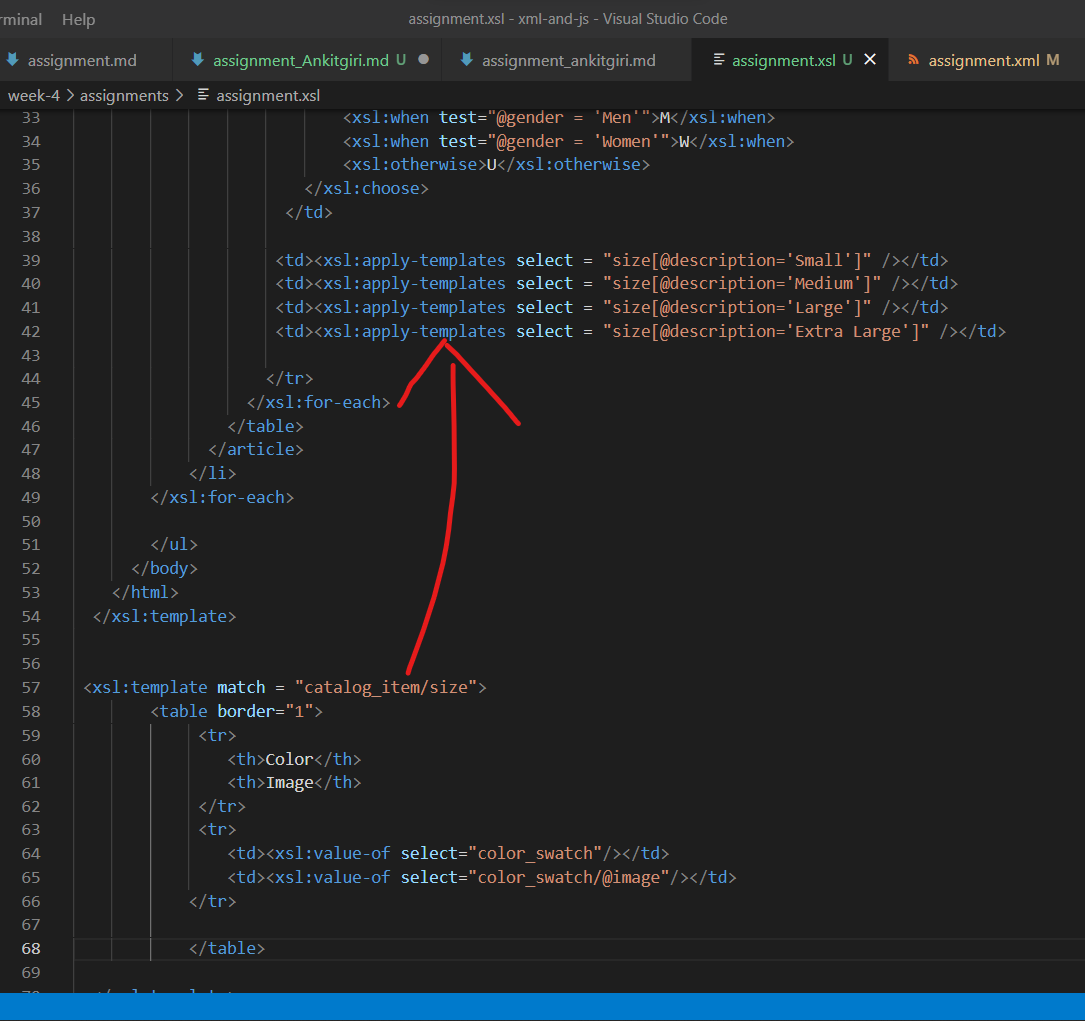 rminal Help assignment.xsl - xml-and-js - Visual Studio Code
assignment.md assignment_Ankitgiri.md U assignment_ankitgiri.md assignment.xsl U assignment.xml M
week-4 > assignments > assignment.xsl
33 <xsl:when test="@gender = 'Men'">M</xsl:when>
34 <xsl:when test="@gender = 'Women'">W</xsl:when>
35 <xsl:otherwise>U</xsl:otherwise>
36 </xsl:choose>
37 </td>
38
39 <td><xsl:apply-templates select = "size[@description='Small']" /></td>
40 <td><xsl:apply-templates select = "size[@description='Medium']" /></td>
41 <td><xsl:apply-templates select = "size[@description='Large']" /></td>
42 <td><xsl:apply-templates select = "size[@description='Extra Large']" /></td>
43
44 </tr>
45 </xsl:for-each>
46 </table>
47 </article>
48 </li>
49 </xsl:for-each>
50
51 </ul>
52 </body>
53 </html>
54 </xsl:template>
55
56
57 <xsl:template match = "catalog_item/size">
58 <table border="1">
59 <tr>
60 <th>Color</th>
61 <th>Image</th>
62 </tr>
63 <tr>
64 <td><xsl:value-of select="color_swatch"/></td>
65 <td><xsl:value-of select="color_swatch/@image"/></td>
66 </tr>
67
68 </table>
69